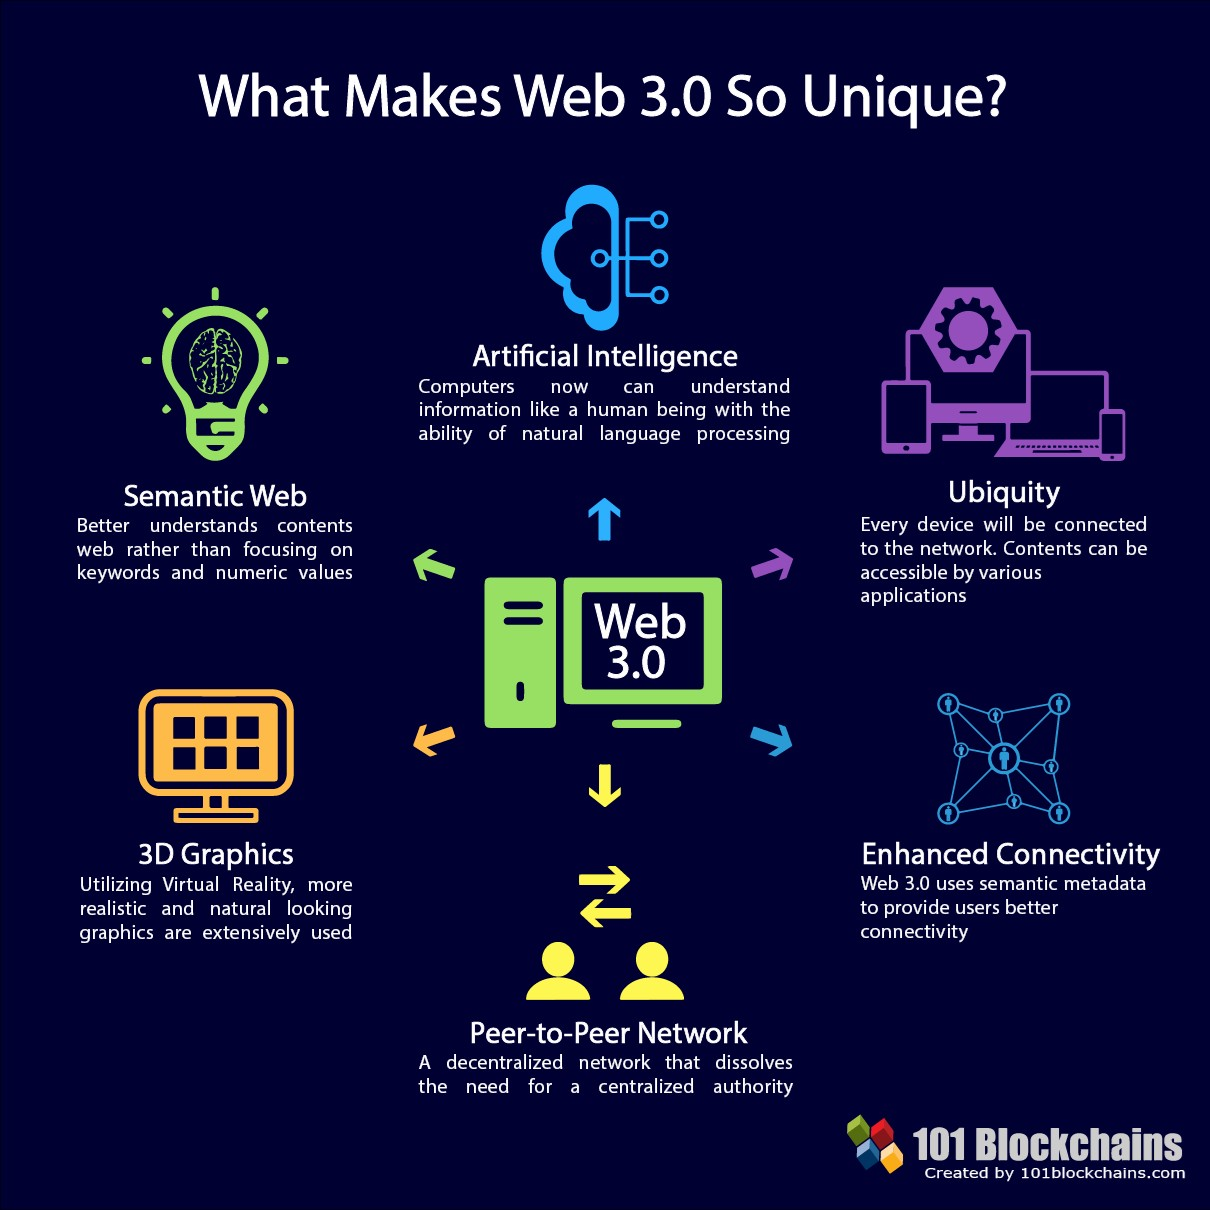 What Makes Web 3.0 So Unique?
Artificial Intelligence
Computers now can understand
information like a human being with the
ability of natural language processing
Semantic Web
Better understands contents
web rather than focusing on
keywords and numeric values
Ubiquity
Every device will be connected
to the network. Contents can be
accessible by various
applications
Web
3.0
3D Graphics
Utilizing Virtual Reality, more
realistic and natural looking
graphics are extensively used
Enhanced Connectivity
Web 3.0 uses semantic metadata
to provide users better
connectivity
Peer-to-Peer Network
A decentralized network that dissolves
the need for a centralized authority
101 Blockchains
Created by 101blockchains.com